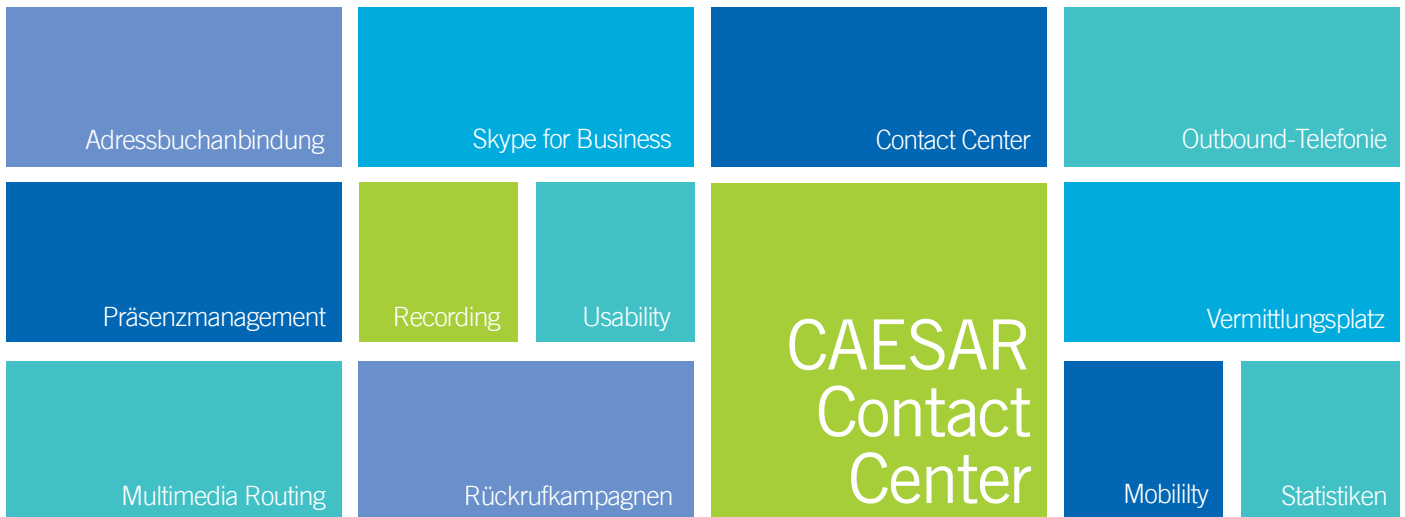 Adressbuchanbindung
Skype for Business
Contact Center
Outbound-Telefonie
Präsenzmanagement
Recording
Usability
CAESAR
Contact
Center
Vermittlungsplatz
Multimedia Routing
Rückrufkampagnen
Mobililty
Statistiken